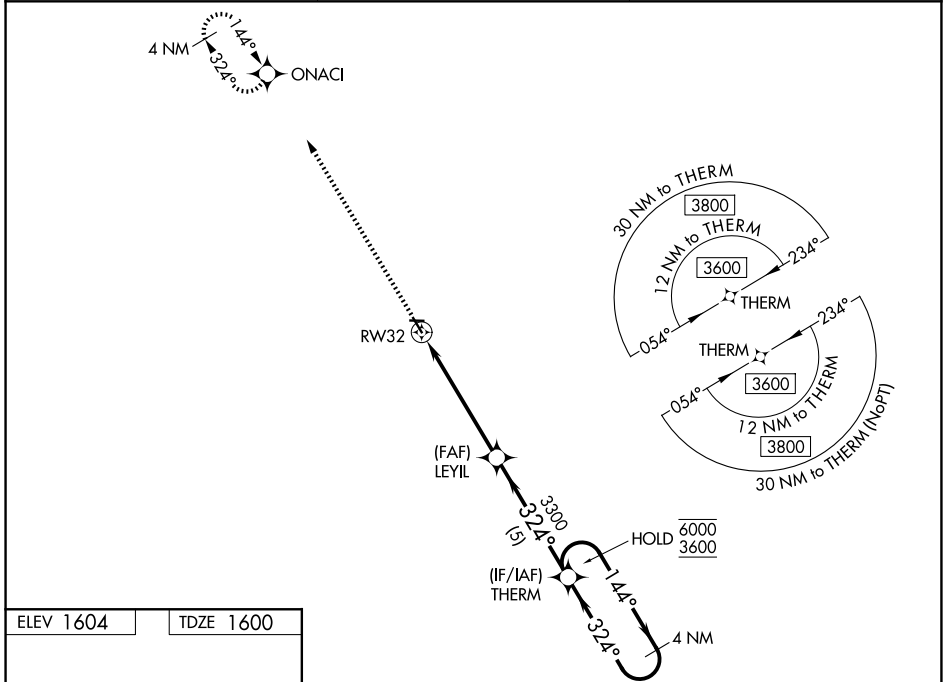 4 NM
144°
324°
ONACI
30 NM to THERM
3800
12 NM to THERM
3600
234°
054°
THERM
RW32
THERM
234°
3600
054°
12 NM to THERM
3800
30 NM to THERM (NoPT)
(FAF)
LEYIL
3300
324°
(5)
HOLD 6000
3600
(IF/IAF)
THERM
144°
324°
4 NM
ELEV 1604
TDZE 1600